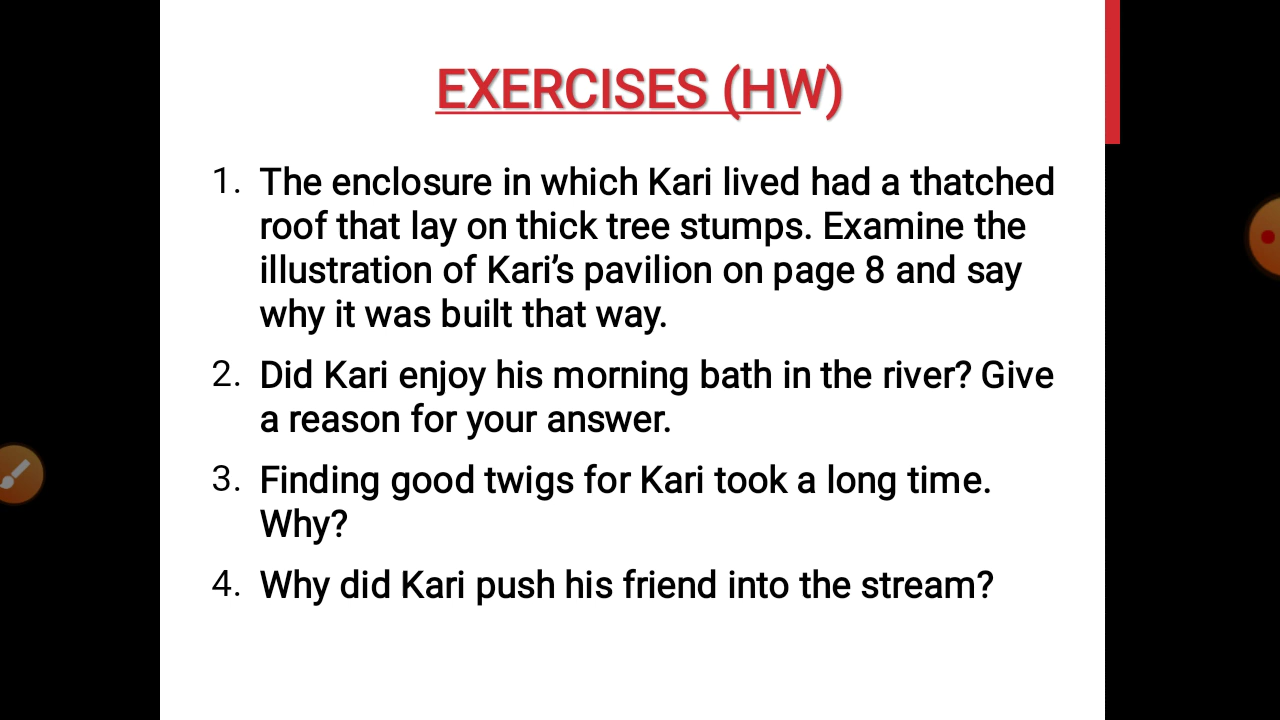 EXERCISES (HW)
1. The enclosure in which Kari lived had a thatched
roof that lay on thick tree stumps. Examine the
illustration of Kari’s pavilion on page 8 and say
why it was built that way.
2. Did Kari enjoy his morning bath in the river? Give
a reason for your answer.
3. Finding good twigs for Kari took a long time.
Why?
4. Why did Kari push his friend into the stream?